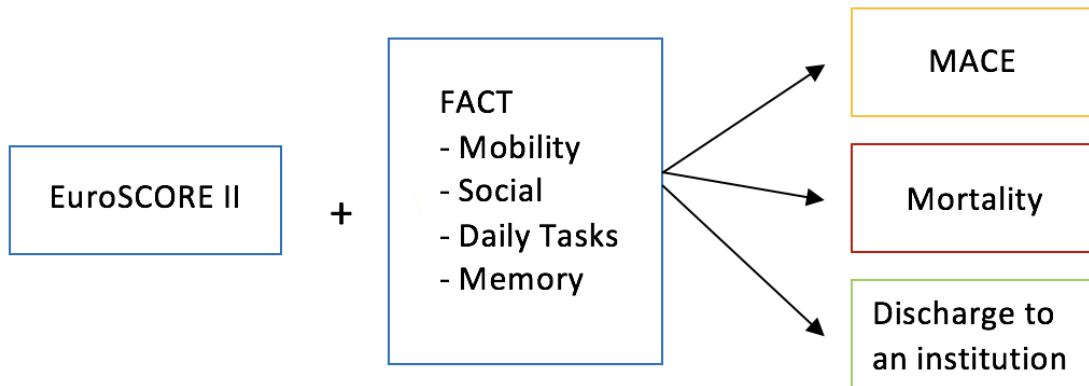 EuroSCORE II
+
FACT
- Mobility
- Social
- Daily Tasks
- Memory
MACE
Mortality
Discharge to
an institution